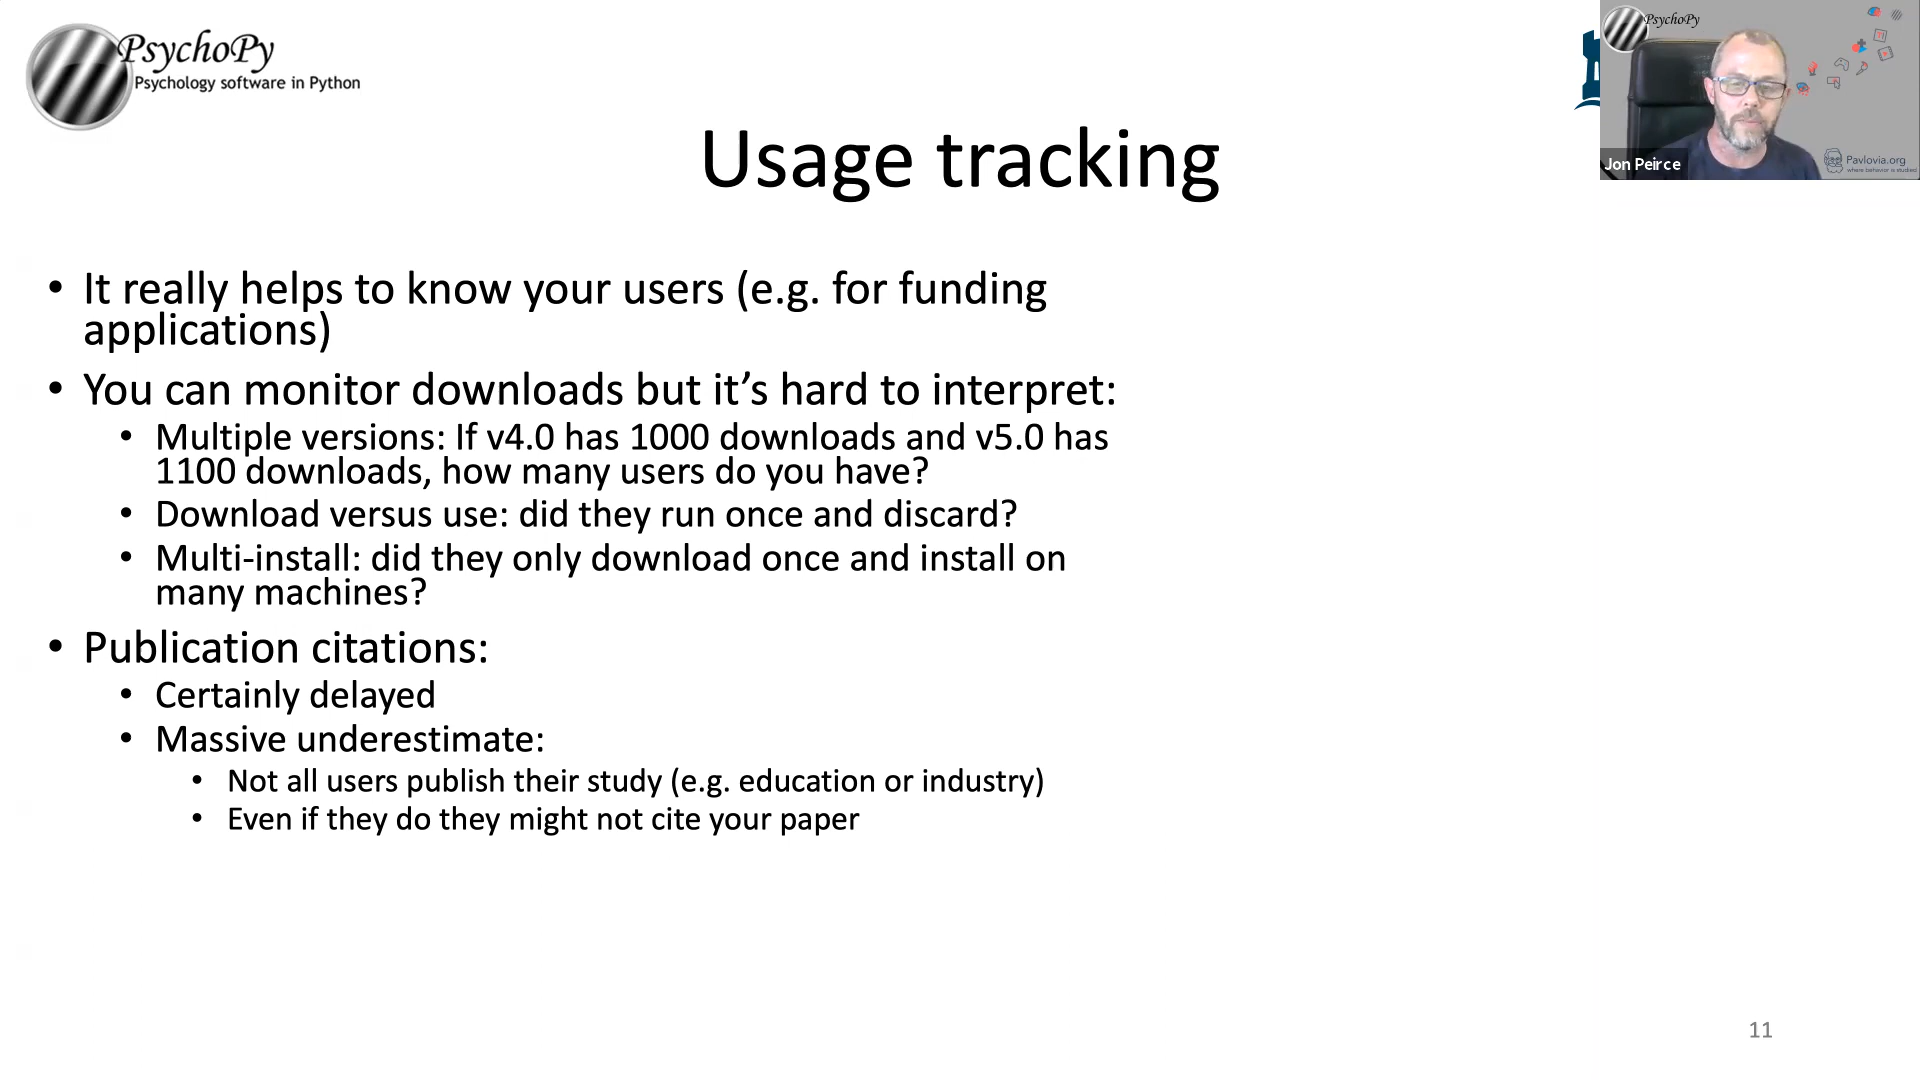 PsychoPy
Psychology software in Python
PsychoPy
Jon Peirce
Pavlovia.org
where behavior is studied
Usage tracking
• It really helps to know your users (e.g. for funding
applications)
• You can monitor downloads but it’s hard to interpret:
• Multiple versions: If v4.0 has 1000 downloads and v5.0 has
1100 downloads, how many users do you have?
• Download versus use: did they run once and discard?
• Multi-install: did they only download once and install on
many machines?
• Publication citations:
• Certainly delayed
• Massive underestimate:
• Not all users publish their study (e.g. education or industry)
• Even if they do they might not cite your paper
11